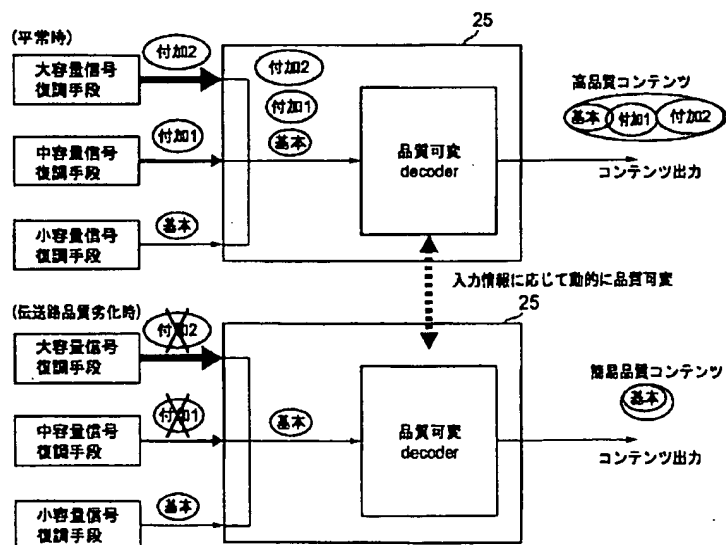 25
(平常時)
付加2
大容量信号
復調手段
付加1
中容量信号
復調手段
基本
小容量信号
復調手段
付加2
付加1
基本
品質可変
decoder
高品質コンテンツ
基本
付加1
付加2
コンテンツ出力
入力情報に応じて動的に品質可変
25
(伝送路品質劣化時)
付加2
大容量信号
復調手段
付加1
中容量信号
復調手段
基本
小容量信号
復調手段
基本
品質可変
decoder
簡易品質コンテンツ
基本
コンテンツ出力